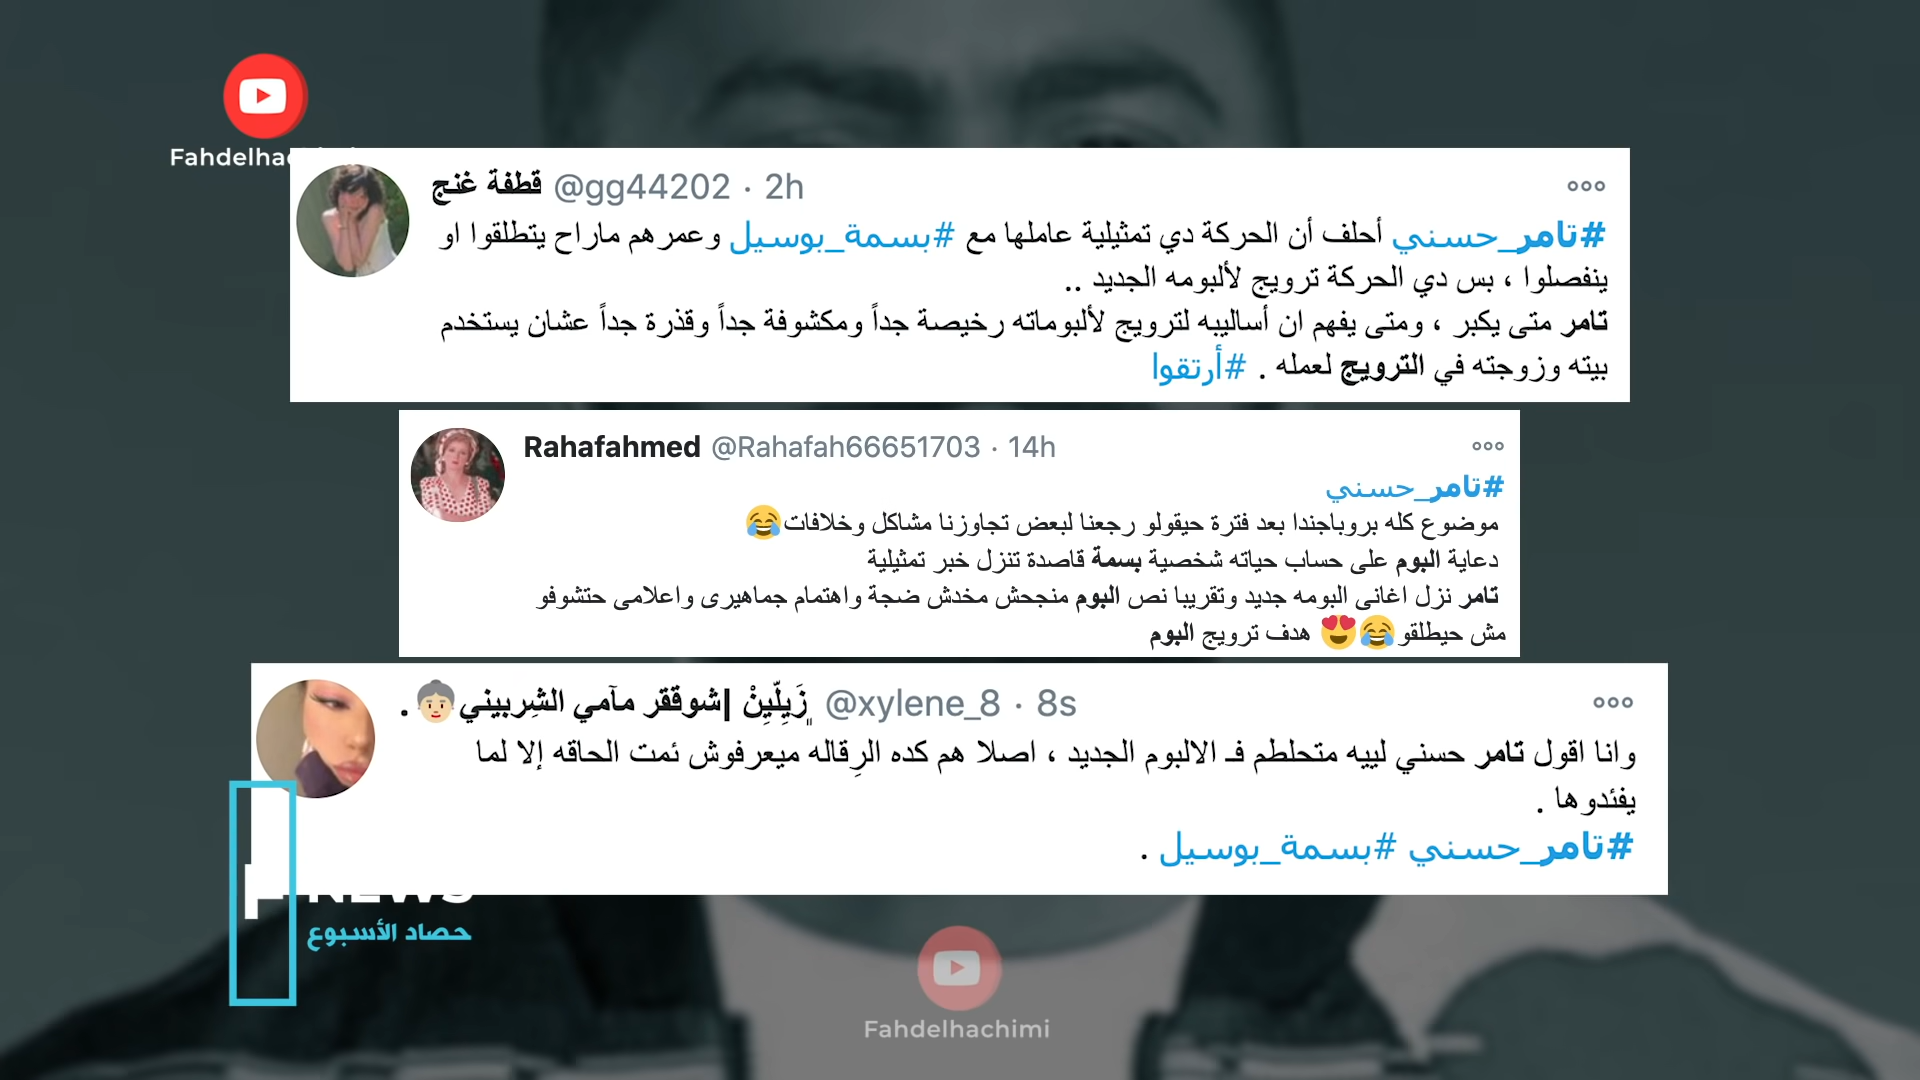 Fahdelha
قطفة غنج @gg44202 · 2h
#تامر_حسني أحلف أن الحركة دي تمثيلية عاملها مع #بسمة_بوسيل وعمرهم ماراح يتطلقوا او
ينفصلوا ، بس دي الحركة ترويج لألبومه الجديد ..
تامر متى يكبر ، ومتى يفهم ان أساليبه لترويج لألبوماته رخيصة جداً ومكشوفة جداً وقذرة جداً عشان يستخدم
بيته وزوجته في الترويج لعمله . #أرتقوا
Rahafahmed @Rahafah66651703 · 14h
#تامر_حسني
موضوع كله بروباجندا بعد فترة حيقولو رجعنا لبعض تجاوزنا مشاكل وخلافات😂
دعاية البوم على حساب حياته شخصية بسمة قاصدة تنزل خبر تمثيلية
تامر نزل اغانى البومه جديد وتقريبا نص البوم منجحش مخدش ضجة واهتمام جماهيرى واعلامى حتشوفو
مش حيطلقو😂😍 هدف ترويج البوم
زَيِلّيِنْ |شوققر مآمي الشِربيني👵🏼 . @xylene_8 · 8s
وانا اقول تامر حسني لييه متحلطم فـ الالبوم الجديد ، اصلا هم كده الرِقاله ميعرفوش ئمت الحاقه إلا لما
يفئدوها .
#تامر_حسني #بسمة_بوسيل .
NEWS
حصاد الأسبوع
Fahdelhachimi